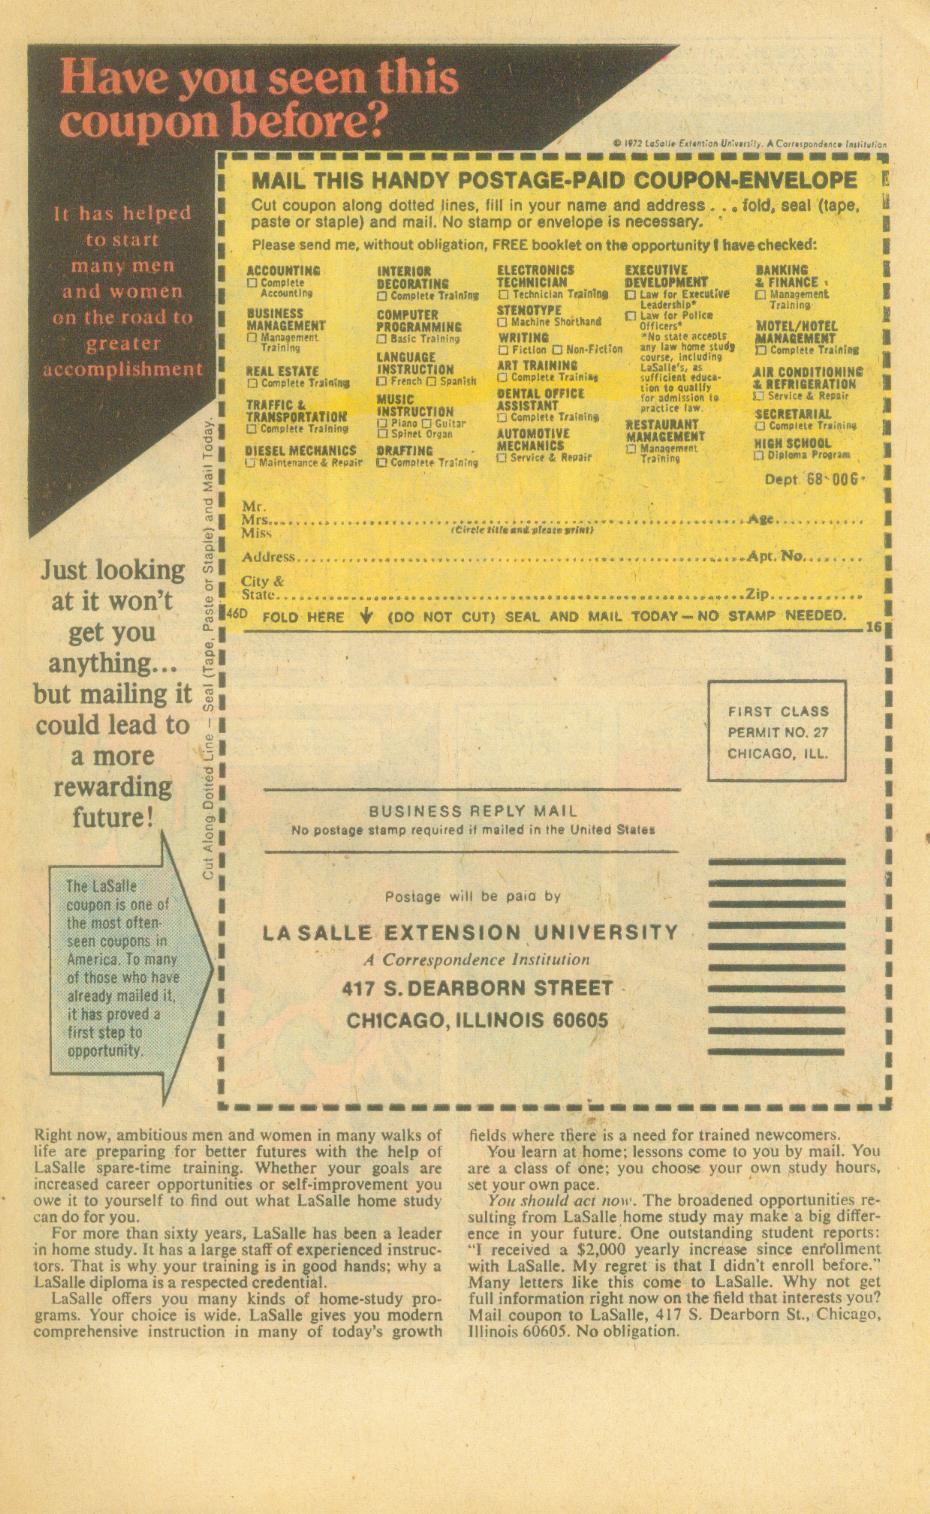 Have you seen this
coupon before?
© 1972 LaSalle Extension University. A Correspondence Institution
It has helped
to start
many men
and women
on the road to
greater
accomplishment
MAIL THIS HANDY POSTAGE-PAID COUPON-ENVELOPE
Cut coupon along dotted lines, fill in your name and address . . . fold, seal (tape,
paste or staple) and mail. No stamp or envelope is necessary.
Please send me, without obligation, FREE booklet on the opportunity I have checked:
ACCOUNTING
☐ Complete
Accounting
BUSINESS
MANAGEMENT
☐ Management
Training
REAL ESTATE
☐ Complete Training
TRAFFIC &
TRANSPORTATION
☐ Complete Training
DIESEL MECHANICS
☐ Maintenance & Repair
INTERIOR
DECORATING
☐ Complete Training
COMPUTER
PROGRAMMING
☐ Basic Training
LANGUAGE
INSTRUCTION
☐ French ☐ Spanish
MUSIC
INSTRUCTION
☐ Piano ☐ Guitar
☐ Spinet Organ
DRAFTING
☐ Complete Training
ELECTRONICS
TECHNICIAN
☐ Technician Training
STENOTYPE
☐ Machine Shorthand
WRITING
☐ Fiction ☐ Non-Fiction
ART TRAINING
☐ Complete Training
DENTAL OFFICE
ASSISTANT
☐ Complete Training
AUTOMOTIVE
MECHANICS
☐ Service & Repair
EXECUTIVE
DEVELOPMENT
☐ Law for Executive
Leadership*
☐ Law for Police
Officers*
*No state accepts
any law home study
course, including
LaSalle's, as
sufficient educa-
tion to qualify
for admission to
practice law.
RESTAURANT
MANAGEMENT
☐ Management
Training
BANKING
& FINANCE
☐ Management
Training
MOTEL/HOTEL
MANAGEMENT
☐ Complete Training
AIR CONDITIONING
& REFRIGERATION
☐ Service & Repair
SECRETARIAL
☐ Complete Training
HIGH SCHOOL
☐ Diploma Program
Dept 68-006
Mr.
Mrs. Age
Miss (Circle title and please print)
Address Apt. No.
City &
State Zip
46D FOLD HERE ↓ (DO NOT CUT) SEAL AND MAIL TODAY — NO STAMP NEEDED.
16
Cut Along Dotted Line — Seal (Tape, Paste or Staple) and Mail Today.
Just looking
at it won't
get you
anything...
but mailing it
could lead to
a more
rewarding
future!
The LaSalle
coupon is one of
the most often-
seen coupons in
America. To many
of those who have
already mailed it,
it has proved a
first step to
opportunity.
FIRST CLASS
PERMIT NO. 27
CHICAGO, ILL.
BUSINESS REPLY MAIL
No postage stamp required if mailed in the United States
Postage will be paid by
LA SALLE EXTENSION UNIVERSITY
A Correspondence Institution
417 S. DEARBORN STREET
CHICAGO, ILLINOIS 60605
Right now, ambitious men and women in many walks of
life are preparing for better futures with the help of
LaSalle spare-time training. Whether your goals are
increased career opportunities or self-improvement you
owe it to yourself to find out what LaSalle home study
can do for you.
For more than sixty years, LaSalle has been a leader
in home study. It has a large staff of experienced instruc-
tors. That is why your training is in good hands; why a
LaSalle diploma is a respected credential.
LaSalle offers you many kinds of home-study pro-
grams. Your choice is wide. LaSalle gives you modern
comprehensive instruction in many of today's growth
fields where there is a need for trained newcomers.
You learn at home; lessons come to you by mail. You
are a class of one; you choose your own study hours,
set your own pace.
You should act now. The broadened opportunities re-
sulting from LaSalle home study may make a big differ-
ence in your future. One outstanding student reports:
"I received a $2,000 yearly increase since enrollment
with LaSalle. My regret is that I didn't enroll before."
Many letters like this come to LaSalle. Why not get
full information right now on the field that interests you?
Mail coupon to LaSalle, 417 S. Dearborn St., Chicago,
Illinois 60605. No obligation.